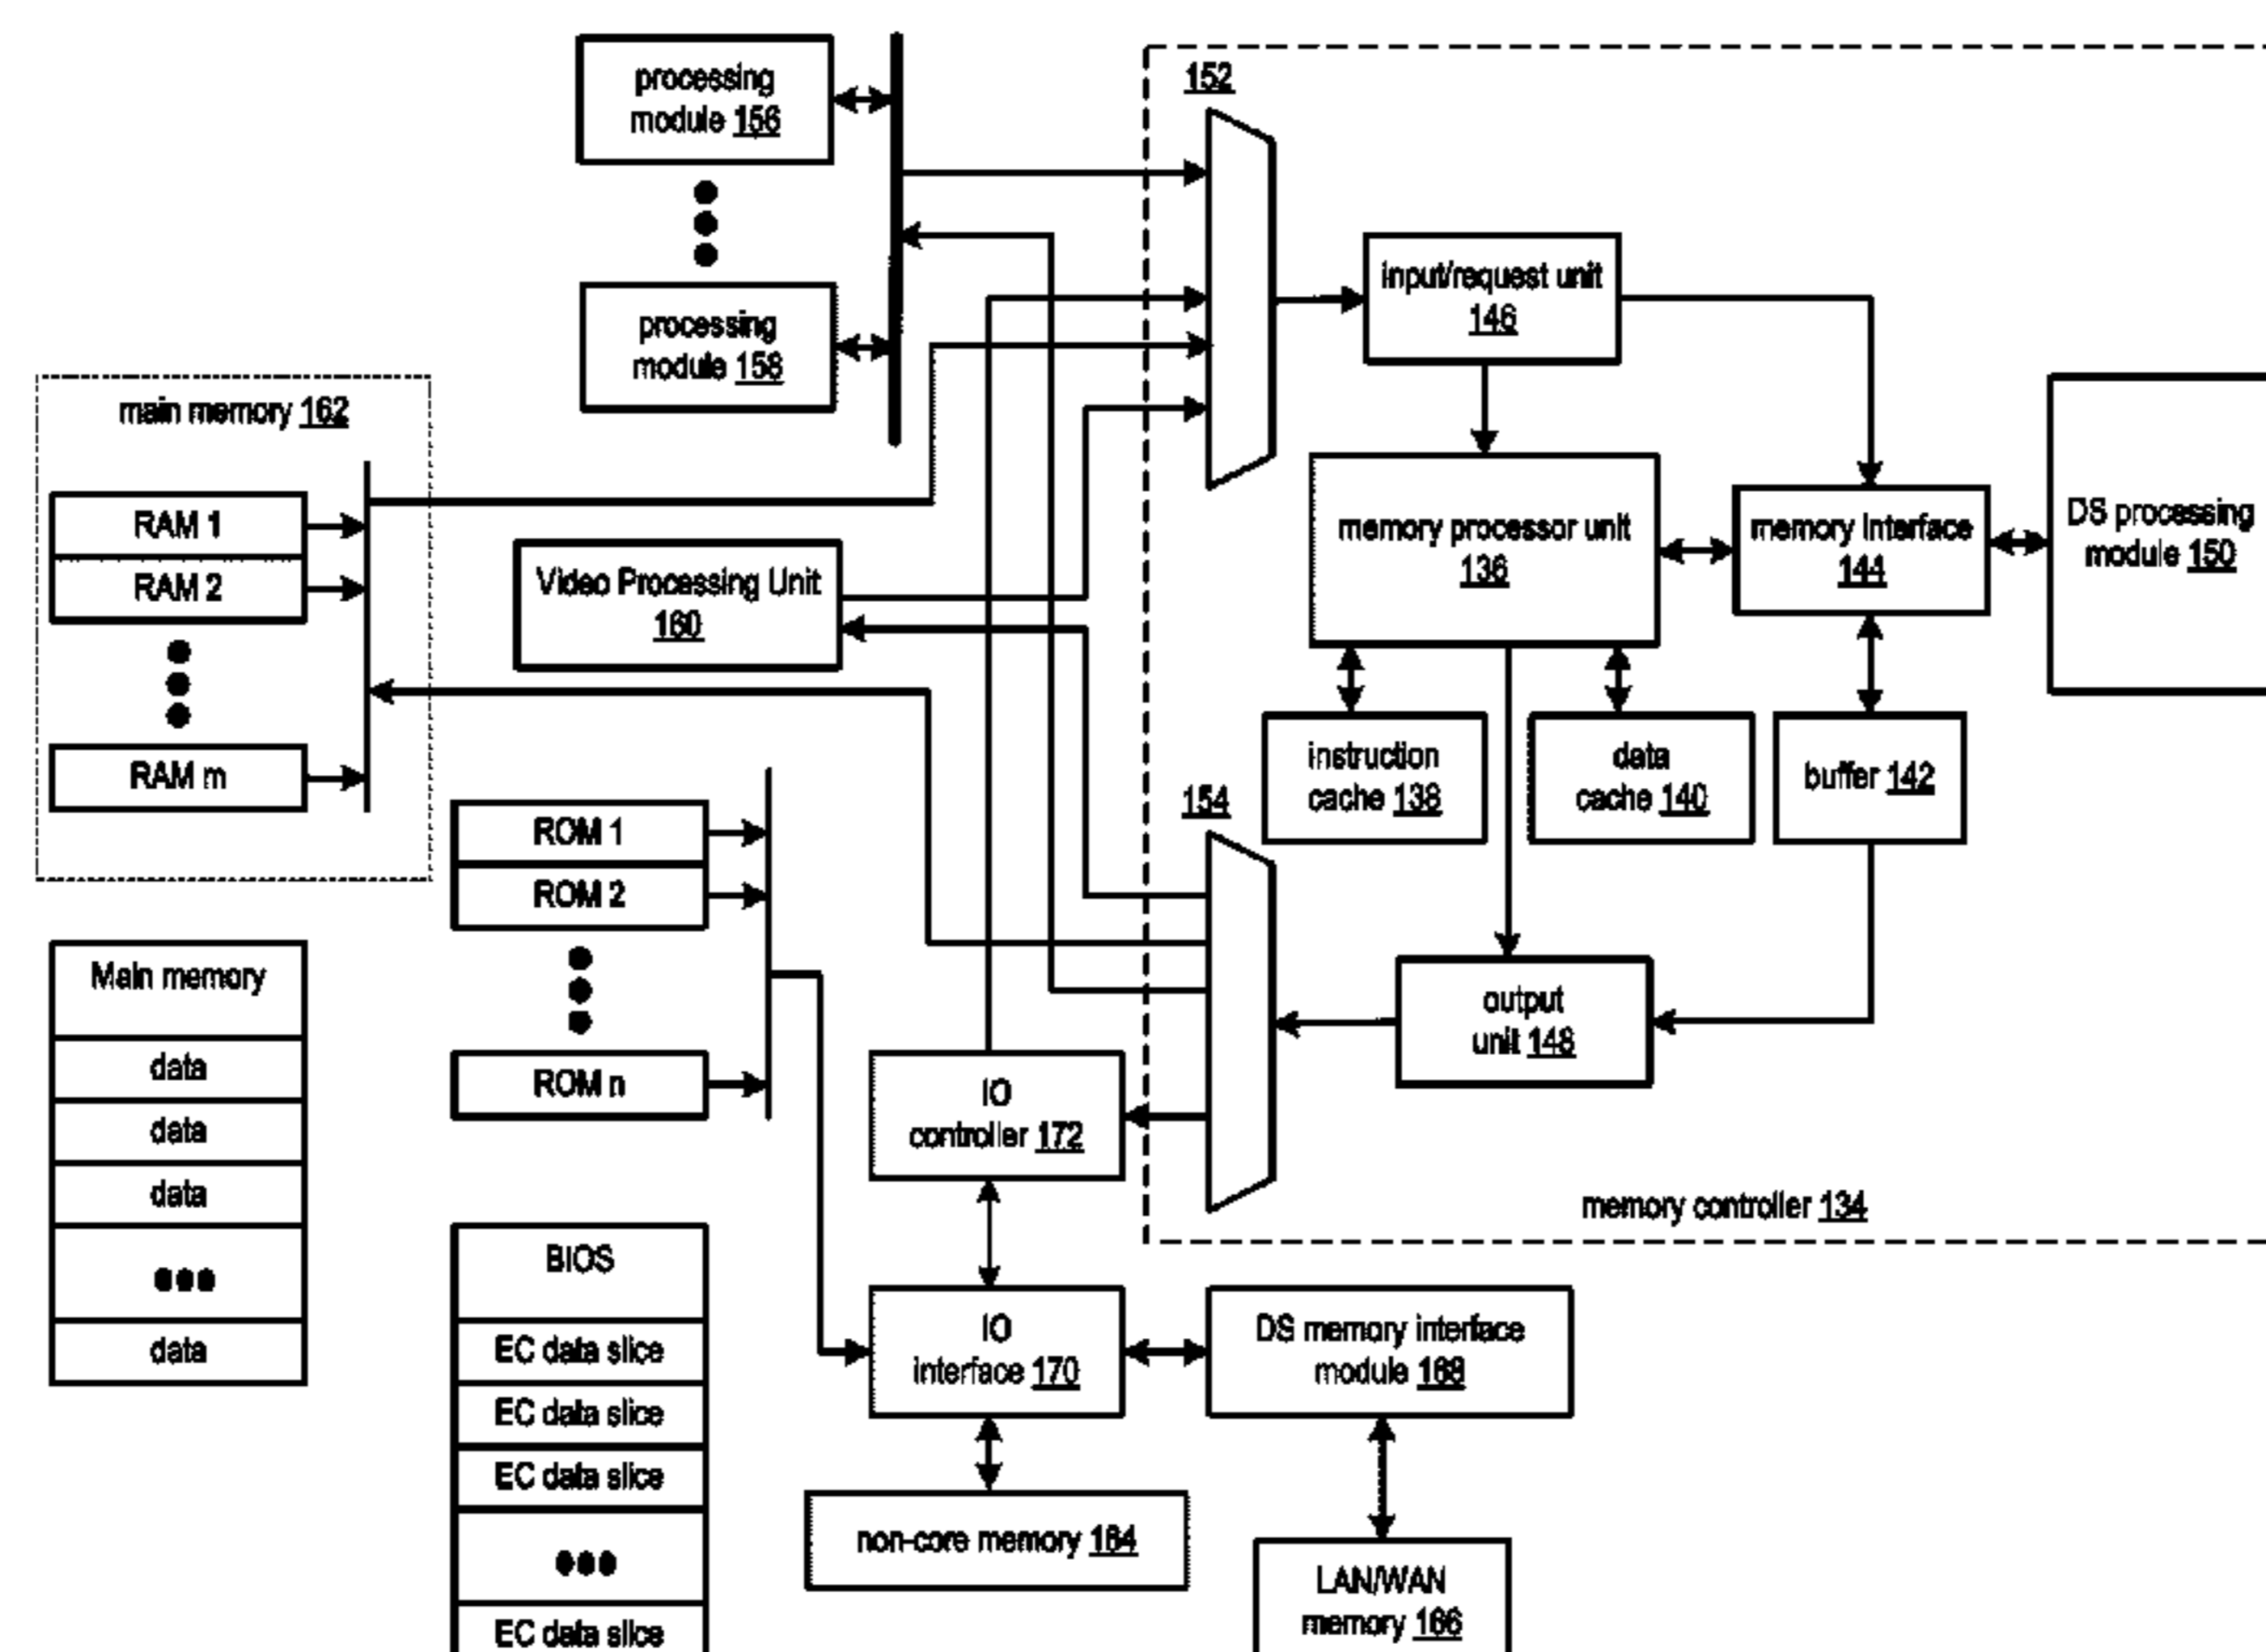 processing
module 156
152
processing
module 158
input/request unit
146
main memory 162
RAM 1
RAM 2
RAM m
Video Processing Unit
160
memory processor unit
136
memory interface
144
DS processing
module 150
instruction
cache 138
data
cache 140
buffer 142
154
ROM 1
ROM 2
ROM n
Main memory
data
data
data
data
output
unit 148
IO
controller 172
memory controller 134
BIOS
EC data slice
EC data slice
EC data slice
EC data slice
IO
interface 170
DS memory interface
module 168
non-core memory 164
LAN/WAN
memory 166